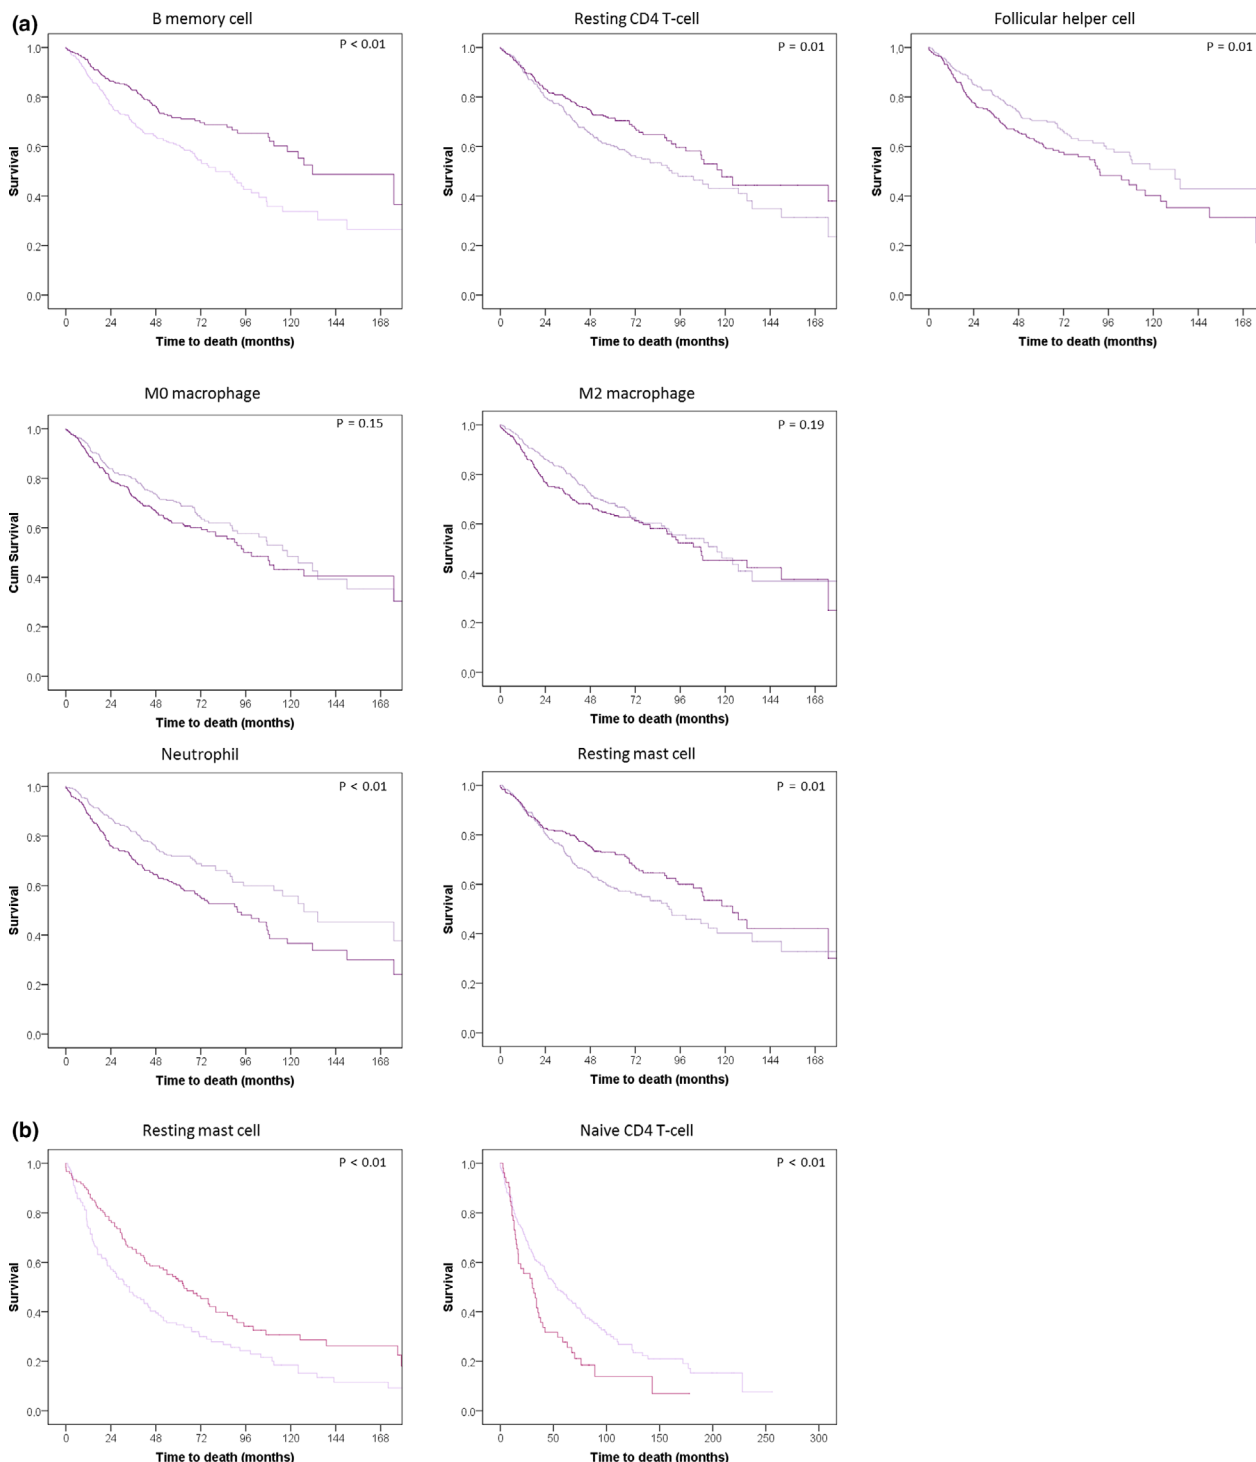 (a)
B memory cell
P < 0.01
1.0
0.8
0.6
0.4
0.2
0.0
Survival
0 24 48 72 96 120 144 168
Time to death (months)
Resting CD4 T-cell
P = 0.01
1.0
0.8
0.6
0.4
0.2
0.0
Survival
0 24 48 72 96 120 144 168
Time to death (months)
Follicular helper cell
P = 0.01
1.0
0.8
0.6
0.4
0.2
0.0
Survival
0 24 48 72 96 120 144 168
Time to death (months)
M0 macrophage
P = 0.15
1.0
0.8
0.6
0.4
0.2
0.0
Cum Survival
0 24 48 72 96 120 144 168
Time to death (months)
M2 macrophage
P = 0.19
1.0
0.8
0.6
0.4
0.2
0.0
Survival
0 24 48 72 96 120 144 168
Time to death (months)
Neutrophil
P < 0.01
1.0
0.8
0.6
0.4
0.2
0.0
Survival
0 24 48 72 96 120 144 168
Time to death (months)
Resting mast cell
P = 0.01
1.0
0.8
0.6
0.4
0.2
0.0
Survival
0 24 48 72 96 120 144 168
Time to death (months)
(b)
Resting mast cell
P < 0.01
1.0
0.8
0.6
0.4
0.2
0.0
Survival
0 24 48 72 96 120 144 168
Time to death (months)
Naive CD4 T-cell
P < 0.01
1.0
0.8
0.6
0.4
0.2
0.0
Survival
0 50 100 150 200 250 300
Time to death (months)